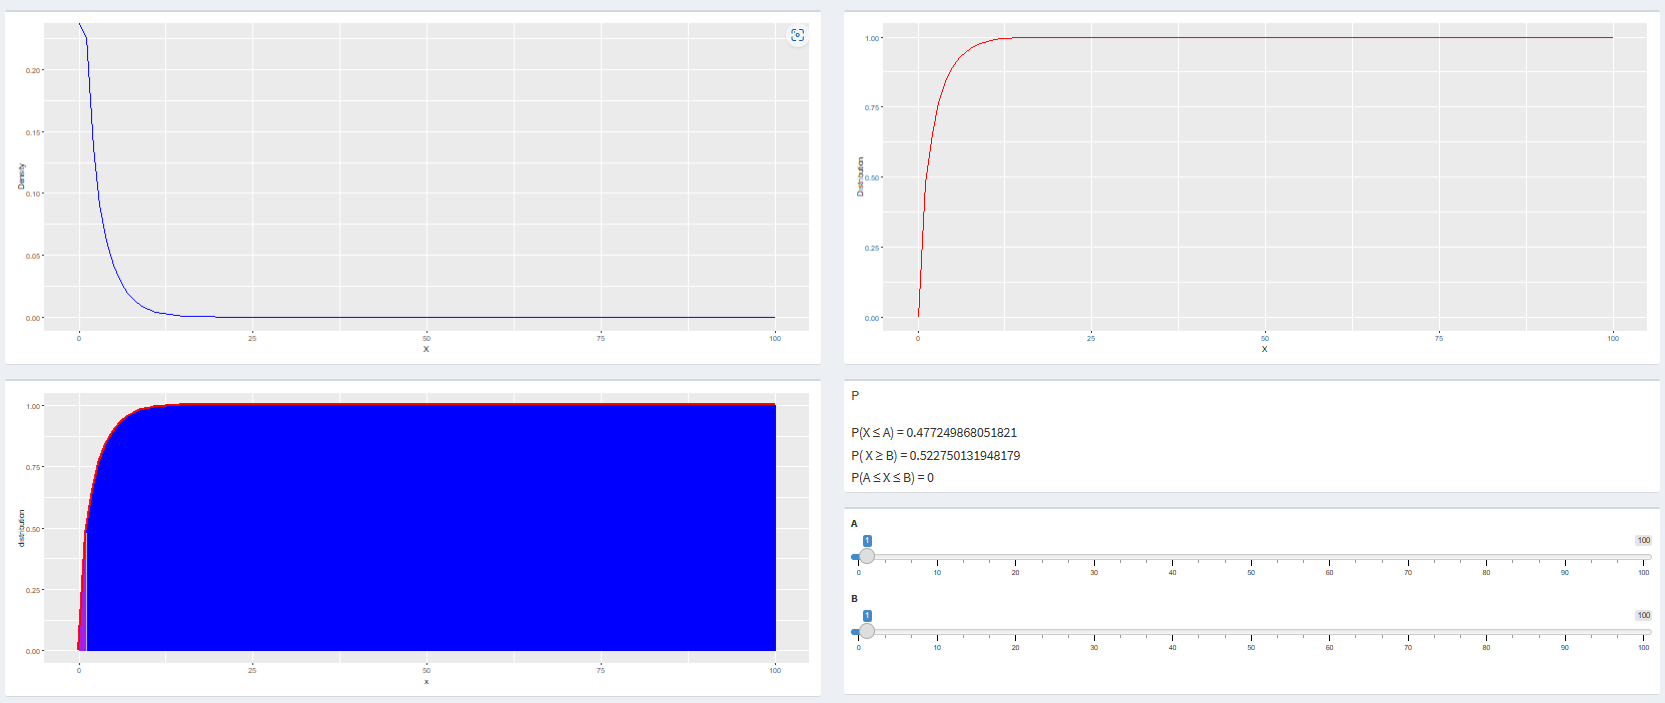 Density
0.20
0.15
0.10
0.05
0.00
0
25
50
75
100
X
Distribution
1.00
0.75
0.50
0.25
0.00
0
25
50
75
100
X
distribution
1.00
0.75
0.50
0.25
0.00
0
25
50
75
100
x
P
P(X ≤ A) = 0.477249868051821
P( X ≥ B) = 0.522750131948179
P(A ≤ X ≤ B) = 0
A
1
100
0 10 20 30 40 50 60 70 80 90 100
B
1
100
0 10 20 30 40 50 60 70 80 90 100